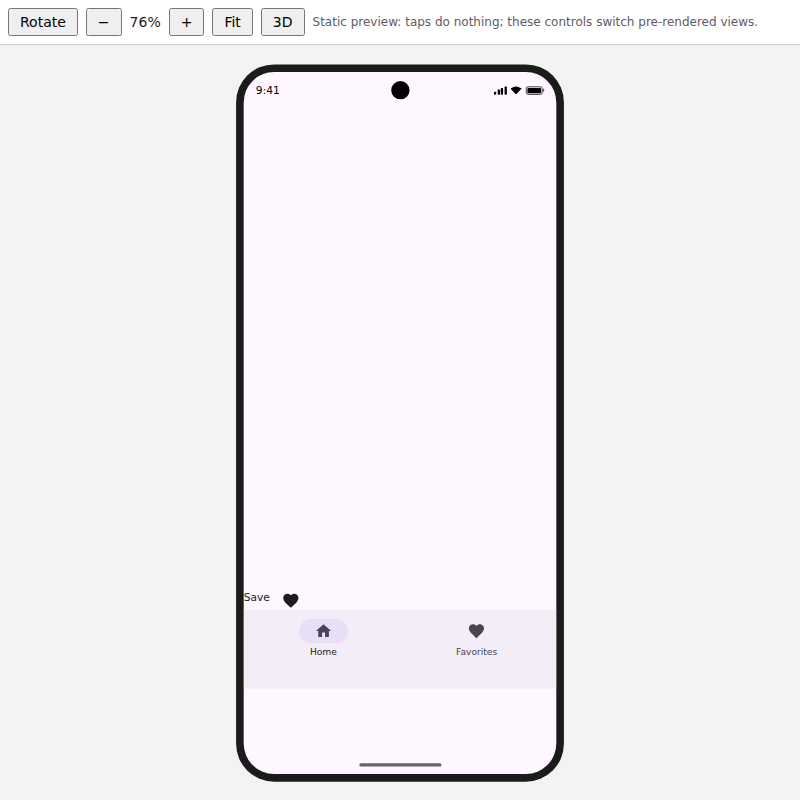 Rotate − 76% + Fit 3D Static preview: taps do nothing; these controls switch pre-rendered views.
9:41
Save
Home Favorites